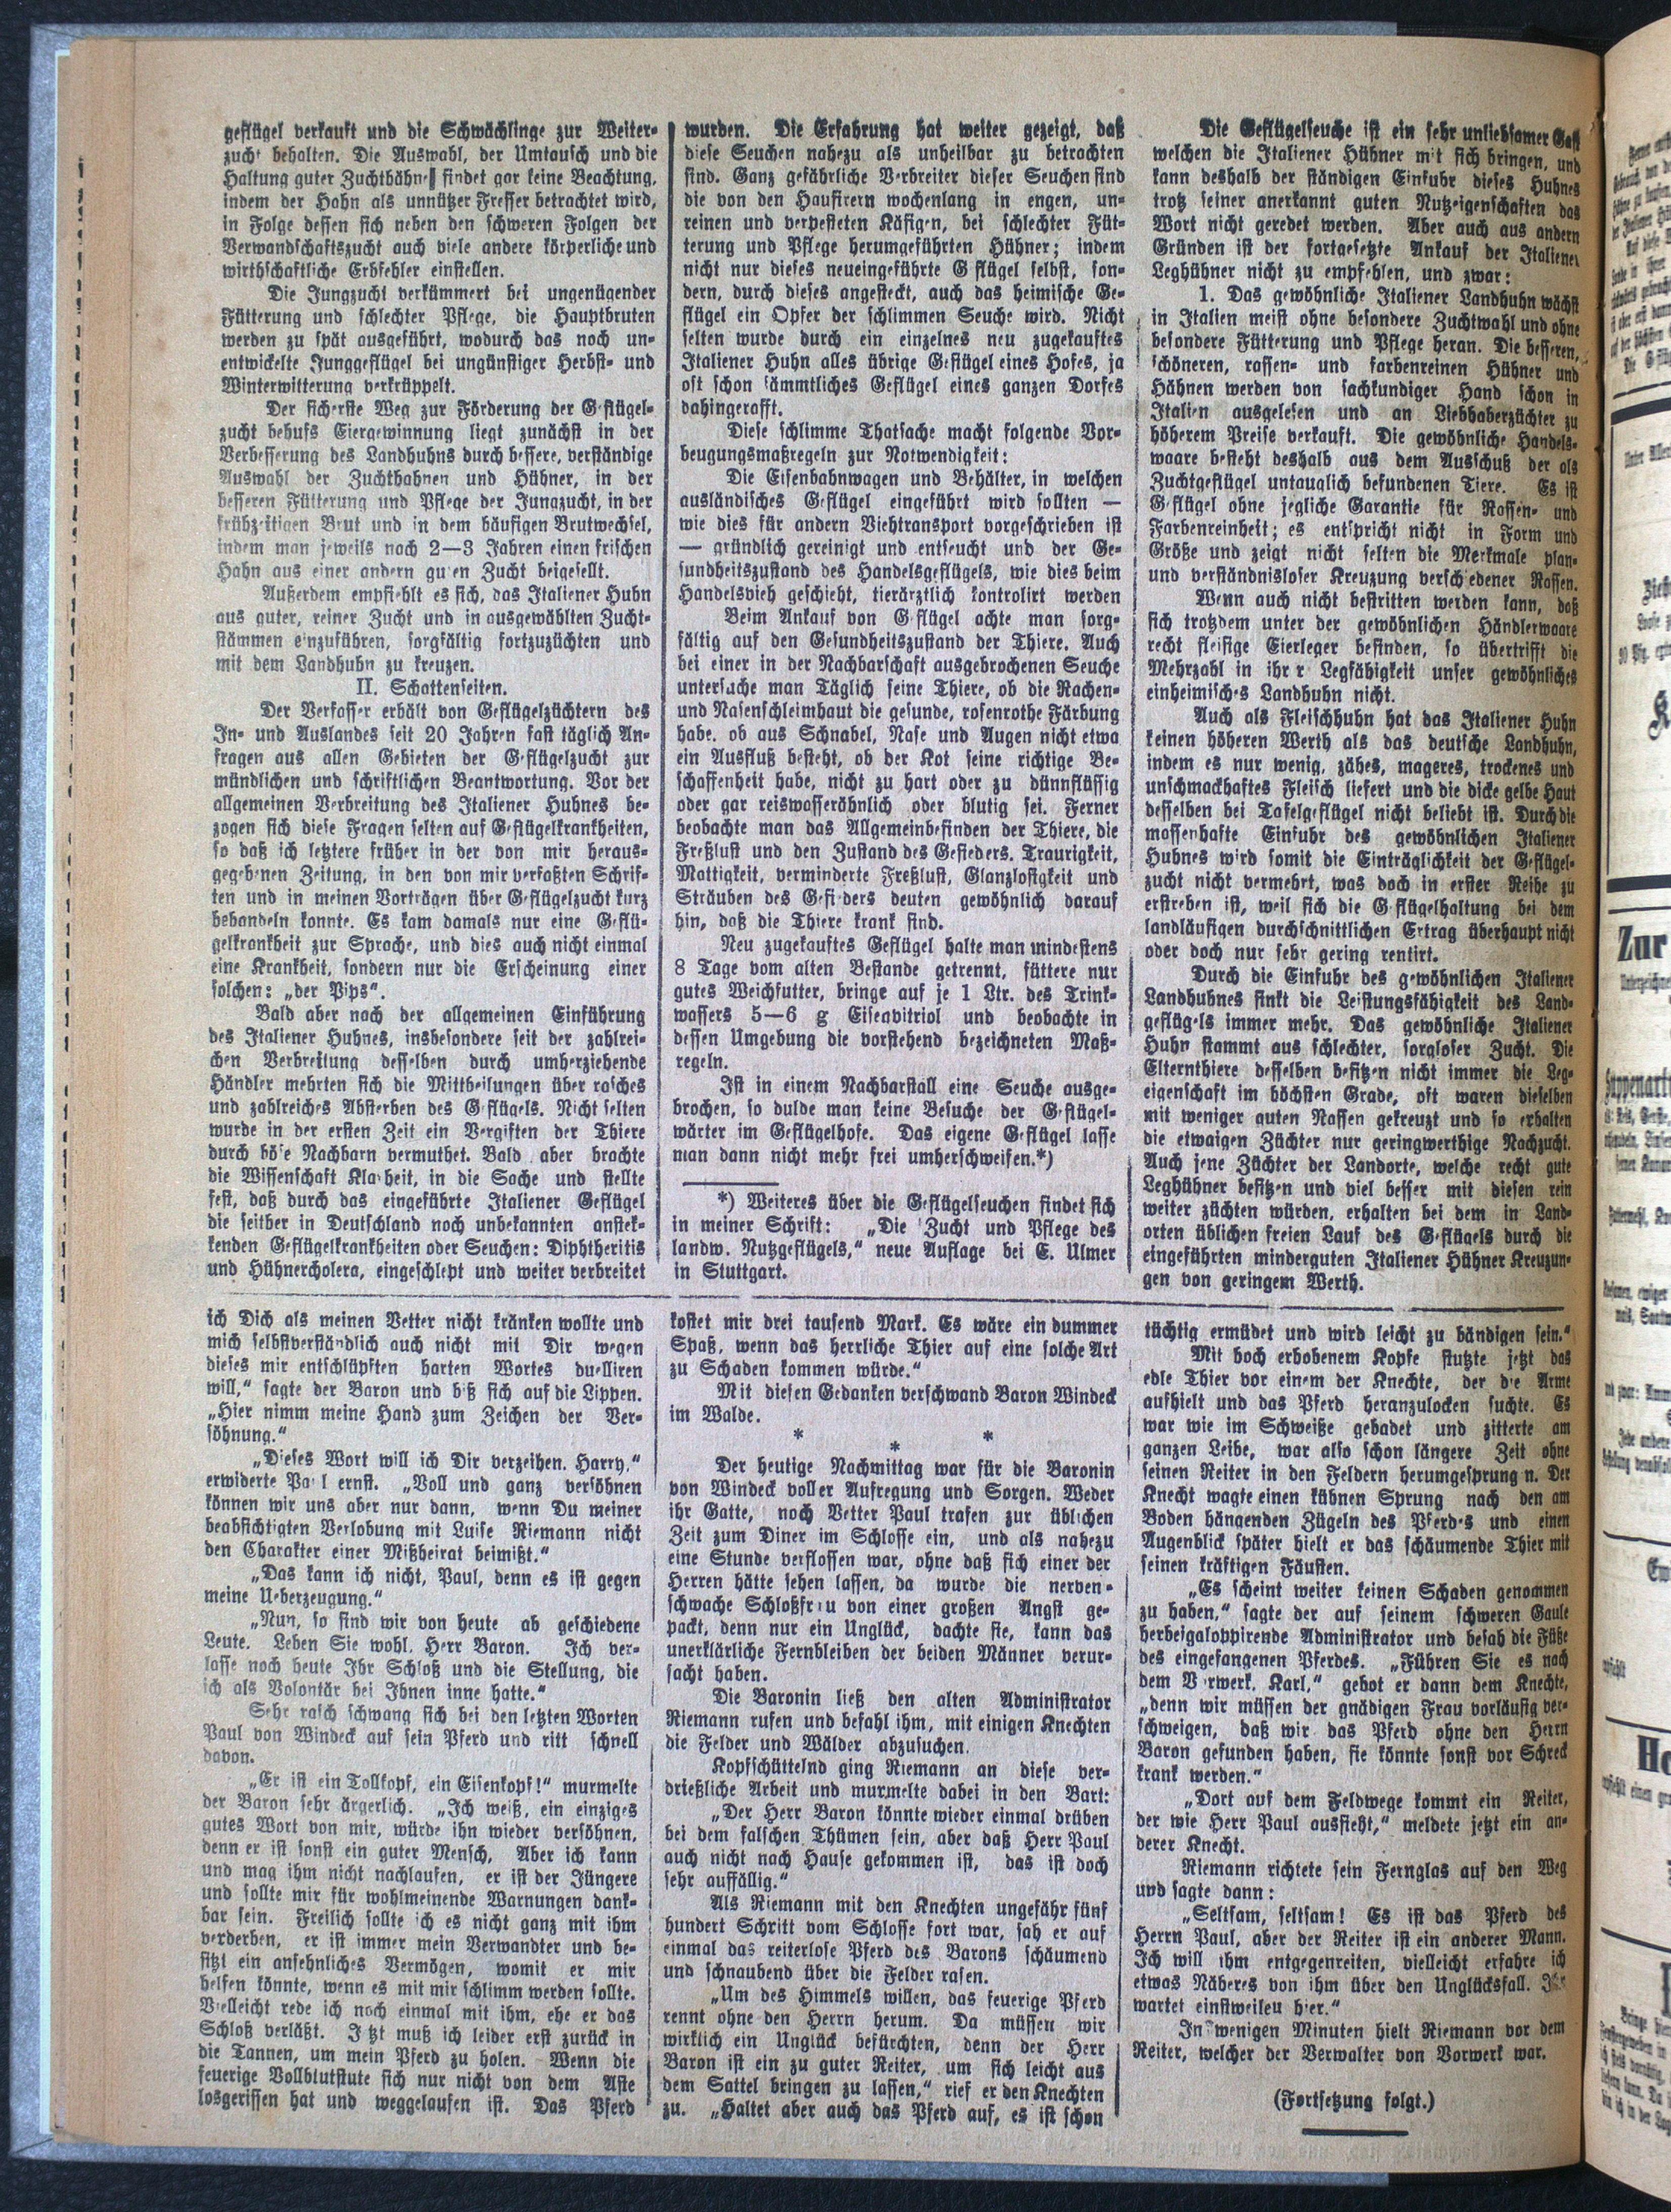 geflügel verkauft und die Schwächlinge zur Weiter-
zucht behalten. Die Auswahl, der Umtausch und die
Haltung guter Zuchthähne findet gar keine Beachtung,
indem der Hahn als unnützer Fresser betrachtet wird,
in Folge dessen sich neben den schweren Folgen der
Verwandschaftszucht auch viele andere körperliche und
wirthschaftliche Erbfehler einstellen.
Die Jungzucht verkümmert bei ungenügender
Fütterung und schlechter Pflege, die Hauptbruten
werden zu spät ausgeführt, wodurch das noch un-
entwickelte Junggeflügel bei ungünstiger Herbst- und
Winterwitterung verkrüppelt.
Der sicherste Weg zur Förderung der Geflügel-
zucht behufs Eiergewinnung liegt zunächst in der
Verbesserung des Landhuhns durch bessere, verständige
Auswahl der Zuchthahnen und Hühner, in der
besseren Fütterung und Pflege der Jungzucht, in der
frühzeitigen Brut und in dem häufigen Brutwechsel,
indem man jeweils nach 2—3 Jahren einen frischen
Hahn aus einer andern guten Zucht beigesellt.
Außerdem empfiehlt es sich, das Italiener Huhn
aus guter, reiner Zucht und in ausgewählten Zucht-
stämmen einzuführen, sorgfältig fortzuzüchten und
mit dem Landhuhn zu kreuzen.
II. Schattenseiten.
Der Verfasser erhält von Geflügelzüchtern des
In- und Auslandes seit 20 Jahren fast täglich An-
fragen aus allen Gebieten der Geflügelzucht zur
mündlichen und schriftlichen Beantwortung. Vor der
allgemeinen Verbreitung des Italiener Huhnes be-
zogen sich diese Fragen selten auf Geflügelkrankheiten,
so daß ich letztere früher in der von mir heraus-
gegebenen Zeitung, in den von mir verfaßten Schrif-
ten und in meinen Vorträgen über Geflügelzucht kurz
behandeln konnte. Es kam damals nur eine Geflü-
gelkrankheit zur Sprache, und dies auch nicht einmal
eine Krankheit, sondern nur die Erscheinung einer
solchen: „der Pips“.
Bald aber nach der allgemeinen Einführung
des Italiener Huhnes, insbesondere seit der zahlrei-
chen Verbreitung desselben durch umherziehende
Händler mehrten sich die Mittheilungen über rasches
und zahlreiches Absterben des Geflügels. Nicht selten
wurde in der ersten Zeit ein Vergiften der Thiere
durch böse Nachbarn vermuthet. Bald aber brachte
die Wissenschaft Klarheit, in die Sache und stellte
fest, daß durch das eingeführte Italiener Geflügel
die seither in Deutschland noch unbekannten anstek-
kenden Geflügelkrankheiten oder Seuchen: Diphtheritis
und Hühnercholera, eingeschlept und weiter verbreitet
wurden. Die Erfahrung hat weiter gezeigt, daß
diese Seuchen nahezu als unheilbar zu betrachten
sind. Ganz gefährliche Verbreiter dieser Seuchen sind
die von den Hausirern wochenlang in engen, un-
reinen und verpesteten Käfigen, bei schlechter Füt-
terung und Pflege herumgeführten Hühner; indem
nicht nur dieses neueingeführte Geflügel selbst, son-
dern, durch dieses angesteckt, auch das heimische Ge-
flügel ein Opfer der schlimmen Seuche wird. Nicht
selten wurde durch ein einzelnes neu zugekauftes
Italiener Huhn alles übrige Geflügel eines Hofes, ja
oft schon sämmtliches Geflügel eines ganzen Dorfes
dahingerafft.
Diese schlimme Thatsache macht folgende Vor-
beugungsmaßregeln zur Notwendigkeit:
Die Eisenbahnwagen und Behälter, in welchen
ausländisches Geflügel eingeführt wird sollten —
wie dies für andern Viehtransport vorgeschrieben ist
— gründlich gereinigt und entseucht und der Ge-
sundheitszustand des Handelsgeflügels, wie dies beim
Handelsvieh geschieht, tierärztlich kontrolirt werden
Beim Ankauf von Geflügel achte man sorg-
fältig auf den Gesundheitszustand der Thiere. Auch
bei einer in der Nachbarschaft ausgebrochenen Seuche
untersuche man Täglich seine Thiere, ob die Rachen-
und Nasenschleimhaut die gesunde, rosenrothe Färbung
habe, ob aus Schnabel, Nase und Augen nicht etwa
ein Ausfluß besteht, ob der Kot seine richtige Be-
schaffenheit habe, nicht zu hart oder zu dünnflüssig
oder gar reiswasserähnlich oder blutig sei. Ferner
beobachte man das Allgemeinbefinden der Thiere, die
Freßlust und den Zustand des Gefieders. Traurigkeit,
Mattigkeit, verminderte Freßlust, Glanzlosigkeit und
Sträuben des Gefieders deuten gewöhnlich darauf
hin, daß die Thiere krank sind.
Neu zugekauftes Geflügel halte man mindestens
8 Tage vom alten Bestande getrennt, füttere nur
gutes Weichfutter, bringe auf je 1 Ltr. des Trink-
wassers 5—6 g Eisenvitriol und beobachte in
dessen Umgebung die vorstehend bezeichneten Maß-
regeln.
Ist in einem Nachbarstall eine Seuche ausge-
brochen, so dulde man keine Besuche der Geflügel-
wärter im Geflügelhofe. Das eigene Geflügel lasse
man dann nicht mehr frei umherschweifen.*)
*) Weiteres über die Geflügelseuchen findet sich
in meiner Schrift: „Die Zucht und Pflege des
landw. Nutzgeflügels,“ neue Auflage bei E. Ulmer
in Stuttgart.
Die Geflügelseuche ist ein sehr unliebsamer Gast
welchen die Italiener Hühner mit sich bringen, und
kann deshalb der ständigen Einfuhr dieses Huhnes
trotz seiner anerkannt guten Nutzeigenschaften das
Wort nicht geredet werden. Aber auch aus andern
Gründen ist der fortgesetzte Ankauf der Italiener
Leghühner nicht zu empfehlen, und zwar:
1. Das gewöhnliche Italiener Landhuhn wächst
in Italien meist ohne besondere Zuchtwahl und ohne
besondere Fütterung und Pflege heran. Die besseren,
schöneren, rassen- und farbenreinen Hühner und
Hähnen werden von sachkundiger Hand schon in
Italien ausgelesen und an Liebhaberzüchter zu
höherem Preise verkauft. Die gewöhnliche Handels-
waare besteht deshalb aus dem Ausschuß der als
Zuchtgeflügel untauglich befundenen Tiere. Es ist
Geflügel ohne jegliche Garantie für Rassen- und
Farbenreinheit; es entspricht nicht in Form und
Größe und zeigt nicht selten die Merkmale plan-
und verständnisloser Kreuzung verschiedener Rassen.
Wenn auch nicht bestritten werden kann, daß
sich trotzdem unter der gewöhnlichen Händlerwaare
recht fleißige Eierleger befinden, so übertrifft die
Mehrzahl in ihrer Legfähigkeit unser gewöhnliches
einheimisches Landhuhn nicht.
Auch als Fleischhuhn hat das Italiener Huhn
keinen höheren Werth als das deutsche Landhuhn,
indem es nur wenig, zähes, mageres, trockenes und
unschmackhaftes Fleisch liefert und die dicke gelbe Haut
desselben bei Tafelgeflügel nicht beliebt ist. Durch die
massenhafte Einfuhr des gewöhnlichen Italiener
Huhnes wird somit die Einträglichkeit der Geflügel-
zucht nicht vermehrt, was doch in erster Reihe zu
erstreben ist, weil sich die Geflügelhaltung bei dem
landläufigen durchschnittlichen Ertrag überhaupt nicht
oder doch nur sehr gering rentirt.
Durch die Einfuhr des gewöhnlichen Italiener
Landhuhnes sinkt die Leistungsfähigkeit des Land-
geflügels immer mehr. Das gewöhnliche Italiener
Huhn stammt aus schlechter, sorgloser Zucht. Die
Elternthiere desselben besitzen nicht immer die Leg-
eigenschaft im höchsten Grade, oft waren dieselben
mit weniger guten Rassen gekreuzt und so erhalten
die etwaigen Züchter nur geringwerthige Nachzucht.
Auch jene Züchter der Landorte, welche recht gute
Leghühner besitzen und viel besser mit diesen rein
weiter züchten würden, erhalten bei dem in Land-
orten üblichen freien Lauf des Geflügels durch die
eingeführten minderguten Italiener Hühner Kreuzun-
gen von geringem Werth.
ich Dich als meinen Vetter nicht kränken wollte und
mich selbstverständlich auch nicht mit Dir wegen
dieses mir entschlüpften harten Wortes duelliren
will,“ sagte der Baron und biß sich auf die Lippen.
„Hier nimm meine Hand zum Zeichen der Ver-
söhnung.“
„Dieses Wort will ich Dir verzeihen, Harry,“
erwiderte Paul ernst. „Voll und ganz versöhnen
können wir uns aber nur dann, wenn Du meiner
beabsichtigten Verlobung mit Luise Riemann nicht
den Charakter einer Mißheirat beimißt.“
„Das kann ich nicht, Paul, denn es ist gegen
meine Ueberzeugung.“
„Nun, so sind wir von heute ab geschiedene
Leute. Leben Sie wohl, Herr Baron. Ich ver-
lasse noch heute Ihr Schloß und die Stellung, die
ich als Volontär bei Ihnen inne hatte.“
Sehr rasch schwang sich bei den letzten Worten
Paul von Windeck auf sein Pferd und ritt schnell
davon.
„Er ist ein Tollkopf, ein Eisenkopf!“ murmelte
der Baron sehr ärgerlich. „Ich weiß, ein einziges
gutes Wort von mir, würde ihn wieder versöhnen,
denn er ist sonst ein guter Mensch, Aber ich kann
und mag ihm nicht nachlaufen, er ist der Jüngere
und sollte mir für wohlmeinende Warnungen dank-
bar sein. Freilich sollte ich es nicht ganz mit ihm
verderben, er ist immer mein Verwandter und be-
sitzt ein ansehnliches Vermögen, womit er mir
helfen könnte, wenn es mit mir schlimm werden sollte.
Vielleicht rede ich noch einmal mit ihm, ehe er das
Schloß verläßt. Jetzt muß ich leider erst zurück in
die Tannen, um mein Pferd zu holen. Wenn die
feuerige Vollblutstute sich nur nicht von dem Aste
losgerissen hat und weggelaufen ist. Das Pferd
kostet mir drei tausend Mark. Es wäre ein dummer
Spaß, wenn das herrliche Thier auf eine solche Art
zu Schaden kommen würde.“
Mit diesen Gedanken verschwand Baron Windeck
im Walde.
* * *
Der heutige Nachmittag war für die Baronin
von Windeck voller Aufregung und Sorgen. Weder
ihr Gatte, noch Vetter Paul trafen zur üblichen
Zeit zum Diner im Schlosse ein, und als nahezu
eine Stunde verflossen war, ohne daß sich einer der
Herren hätte sehen lassen, da wurde die nerven-
schwache Schloßfrau von einer großen Angst ge-
packt, denn nur ein Unglück, dachte sie, kann das
unerklärliche Fernbleiben der beiden Männer verur-
sacht haben.
Die Baronin ließ den alten Administrator
Riemann rufen und befahl ihm, mit einigen Knechten
die Felder und Wälder abzusuchen.
Kopfschüttelnd ging Riemann an diese ver-
drießliche Arbeit und murmelte dabei in den Bart:
„Der Herr Baron könnte wieder einmal drüben
bei dem falschen Thümen sein, aber daß Herr Paul
auch nicht nach Hause gekommen ist, das ist doch
sehr auffällig.“
Als Riemann mit den Knechten ungefähr fünf
hundert Schritt vom Schlosse fort war, sah er auf
einmal das reiterlose Pferd des Barons schäumend
und schnaubend über die Felder rasen.
„Um des Himmels willen, das feuerige Pferd
rennt ohne den Herrn herum. Da müssen wir
wirklich ein Unglück befürchten, denn der Herr
Baron ist ein zu guter Reiter, um sich leicht aus
dem Sattel bringen zu lassen,“ rief er den Knechten
zu. „Haltet aber auch das Pferd auf, es ist schon
tüchtig ermüdet und wird leicht zu bändigen sein.“
Mit hoch erhobenem Kopfe stutzte jetzt das
edle Thier vor einem der Knechte, der die Arme
aufhielt und das Pferd heranzulocken suchte. Es
war wie im Schweiße gebadet und zitterte am
ganzen Leibe, war also schon längere Zeit ohne
seinen Reiter in den Feldern herumgesprungen. Der
Knecht wagte einen kühnen Sprung nach den am
Boden hängenden Zügeln des Pferdes und einen
Augenblick später hielt er das schäumende Thier mit
seinen kräftigen Fäusten.
„Es scheint weiter keinen Schaden genommen
zu haben,“ sagte der auf seinem schweren Gaule
herbeigaloppirende Administrator und besah die Füße
des eingefangenen Pferdes. „Führen Sie es nach
dem Vorwerk, Karl,“ gebot er dann dem Knechte,
„denn wir müssen der gnädigen Frau vorläufig ver-
schweigen, daß wir das Pferd ohne den Herrn
Baron gefunden haben, sie könnte sonst vor Schreck
krank werden.“
„Dort auf dem Feldwege kommt ein Reiter,
der wie Herr Paul aussieht,“ meldete jetzt ein an-
derer Knecht.
Riemann richtete sein Fernglas auf den Weg
und sagte dann:
„Seltsam, seltsam! Es ist das Pferd des
Herrn Paul, aber der Reiter ist ein anderer Mann.
Ich will ihm entgegenreiten, vielleicht erfahre ich
etwas Näheres von ihm über den Unglücksfall. Ihr
wartet einstweileu hier.“
In wenigen Minuten hielt Riemann vor dem
Reiter, welcher der Verwalter von Vorwerk war.
(Fortsetzung folgt.)
Zur